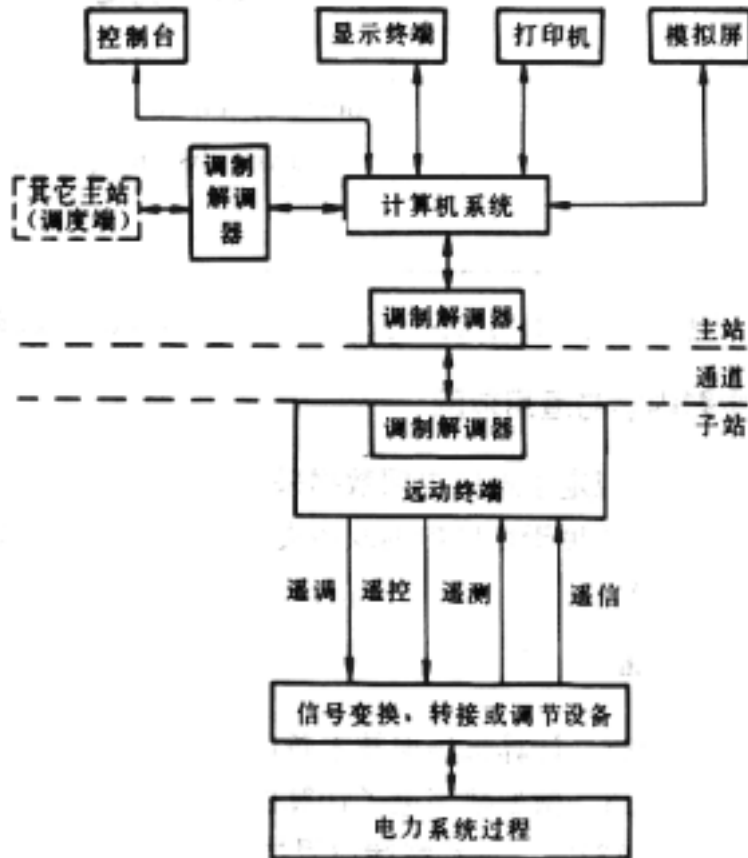 控制台
显示终端
打印机
模拟屏
其它主站
(调度端)
调制
解调
器
计算机系统
调制解调器
主站
通道
子站
调制解调器
远动终端
遥调
遥控
遥测
遥信
信号变换，转接或调节设备
电力系统过程